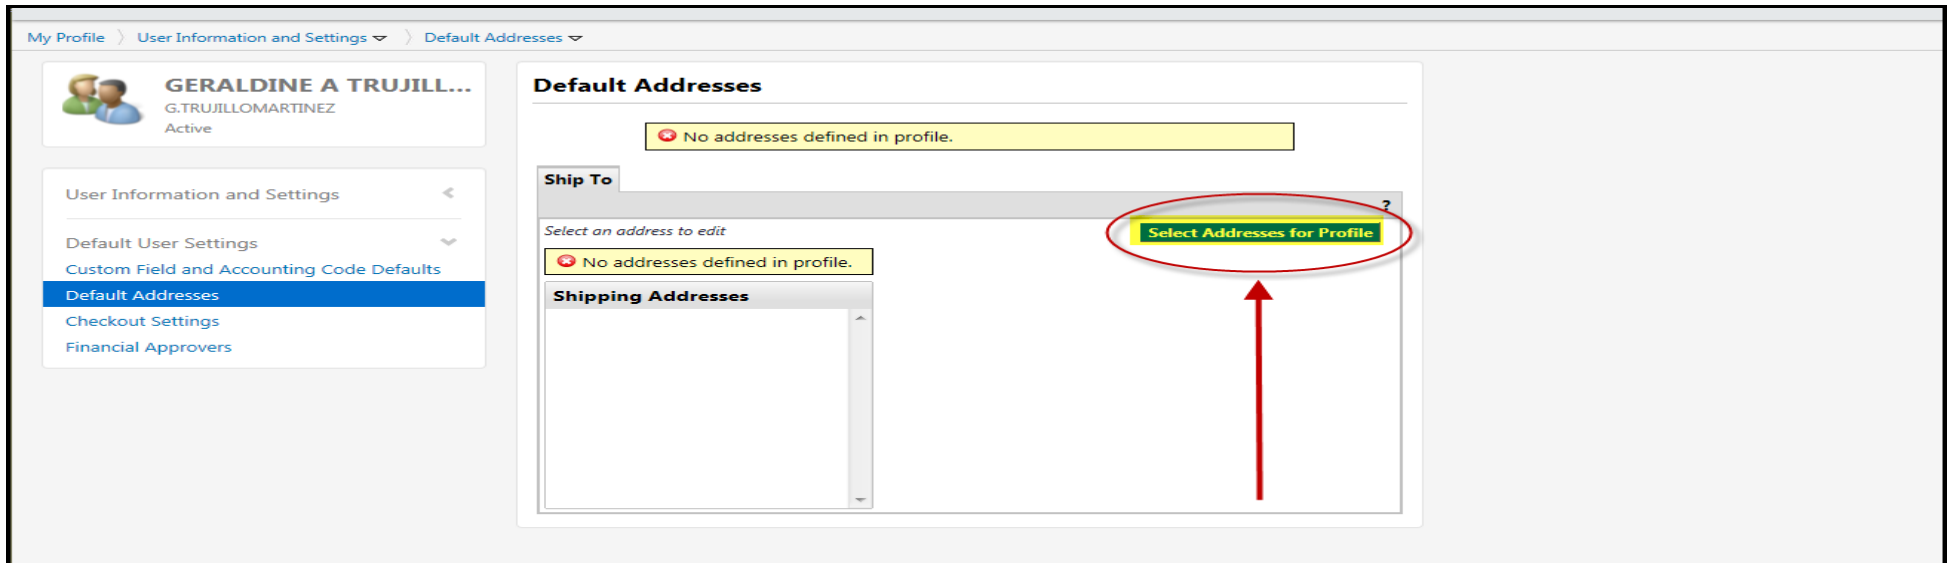 My Profile User Information and Settings Default Addresses
GERALDINE A TRUJILL...
G.TRUJILLOMARTINEZ
Active
User Information and Settings
Default User Settings
Custom Field and Accounting Code Defaults
Default Addresses
Checkout Settings
Financial Approvers
Default Addresses
No addresses defined in profile.
Ship To
?
Select an address to edit
Select Addresses for Profile
No addresses defined in profile.
Shipping Addresses